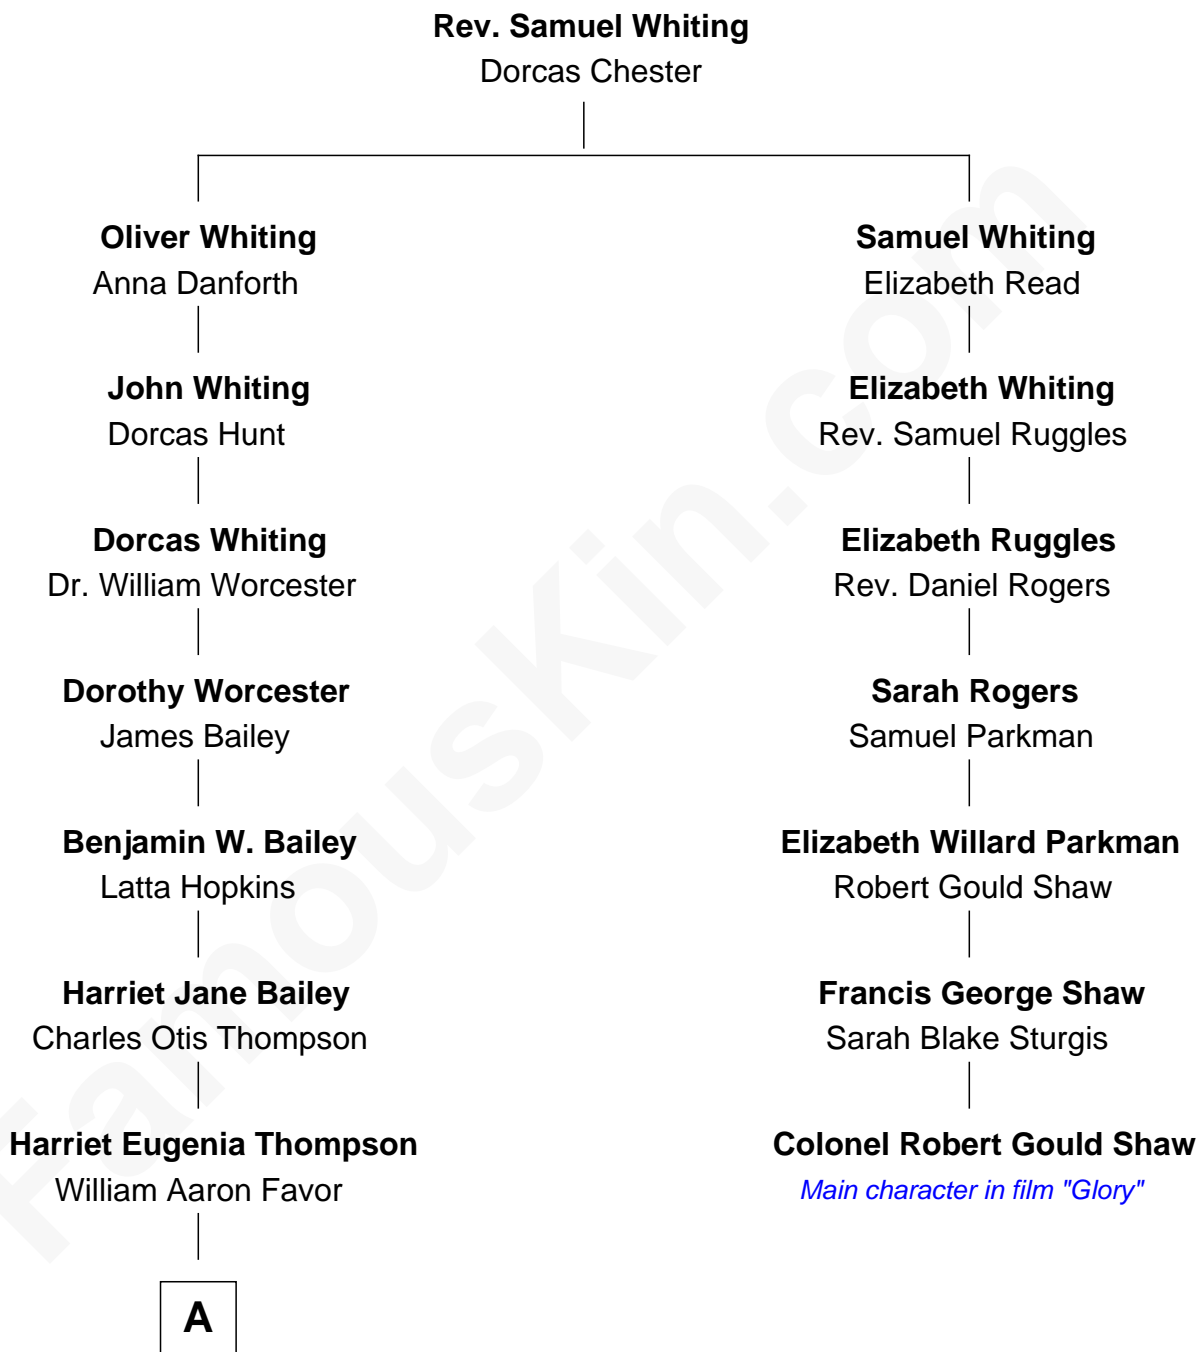 Rev. Samuel Whiting
Dorcas Chester
Oliver Whiting
Anna Danforth
Samuel Whiting
Elizabeth Read
John Whiting
Dorcas Hunt
Elizabeth Whiting
Rev. Samuel Ruggles
Dorcas Whiting
Dr. William Worcester
Elizabeth Ruggles
Rev. Daniel Rogers
Dorothy Worcester
James Bailey
Sarah Rogers
Samuel Parkman
Benjamin W. Bailey
Latta Hopkins
Elizabeth Willard Parkman
Robert Gould Shaw
Harriet Jane Bailey
Charles Otis Thompson
Francis George Shaw
Sarah Blake Sturgis
Harriet Eugenia Thompson
William Aaron Favor
Colonel Robert Gould Shaw
Main character in film "Glory"
A
FamousKin.com